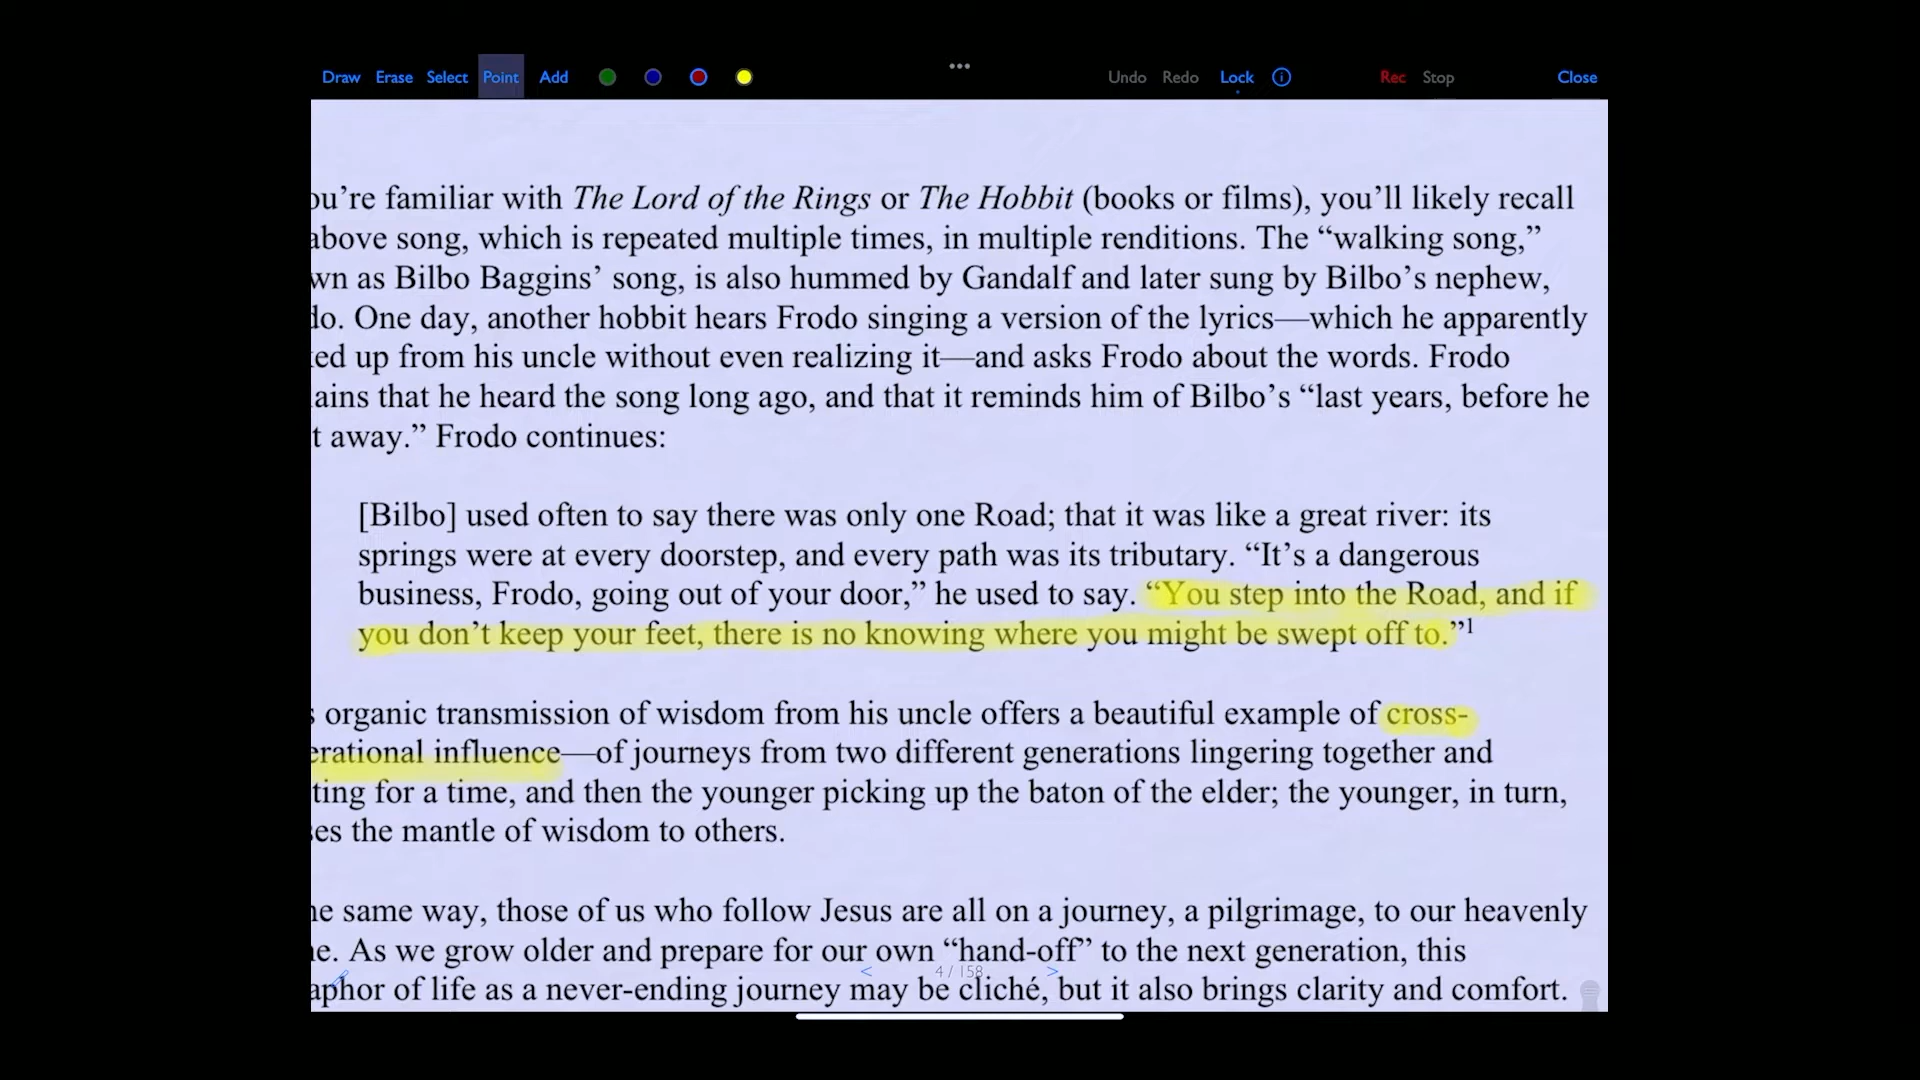 Draw Erase Select Point Add ••• Undo Redo Lock Rec Stop Close
ou’re familiar with The Lord of the Rings or The Hobbit (books or films), you’ll likely recall
above song, which is repeated multiple times, in multiple renditions. The “walking song,”
wn as Bilbo Baggins’ song, is also hummed by Gandalf and later sung by Bilbo’s nephew,
do. One day, another hobbit hears Frodo singing a version of the lyrics—which he apparently
ked up from his uncle without even realizing it—and asks Frodo about the words. Frodo
ains that he heard the song long ago, and that it reminds him of Bilbo’s “last years, before he
t away.” Frodo continues:
[Bilbo] used often to say there was only one Road; that it was like a great river: its
springs were at every doorstep, and every path was its tributary. “It’s a dangerous
business, Frodo, going out of your door,” he used to say. “You step into the Road, and if
you don’t keep your feet, there is no knowing where you might be swept off to.”1
s organic transmission of wisdom from his uncle offers a beautiful example of cross-
erational influence—of journeys from two different generations lingering together and
ting for a time, and then the younger picking up the baton of the elder; the younger, in turn,
ses the mantle of wisdom to others.
he same way, those of us who follow Jesus are all on a journey, a pilgrimage, to our heavenly
ne. As we grow older and prepare for our own “hand-off” to the next generation, this
aphor of life as a never-ending journey may be cliché, but it also brings clarity and comfort.
< 4 / 158 >